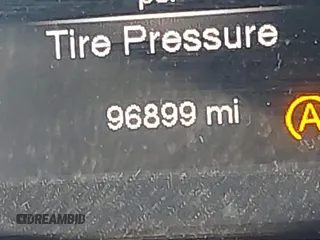 Tire Pressure
96899 mi
A
DREAMBID